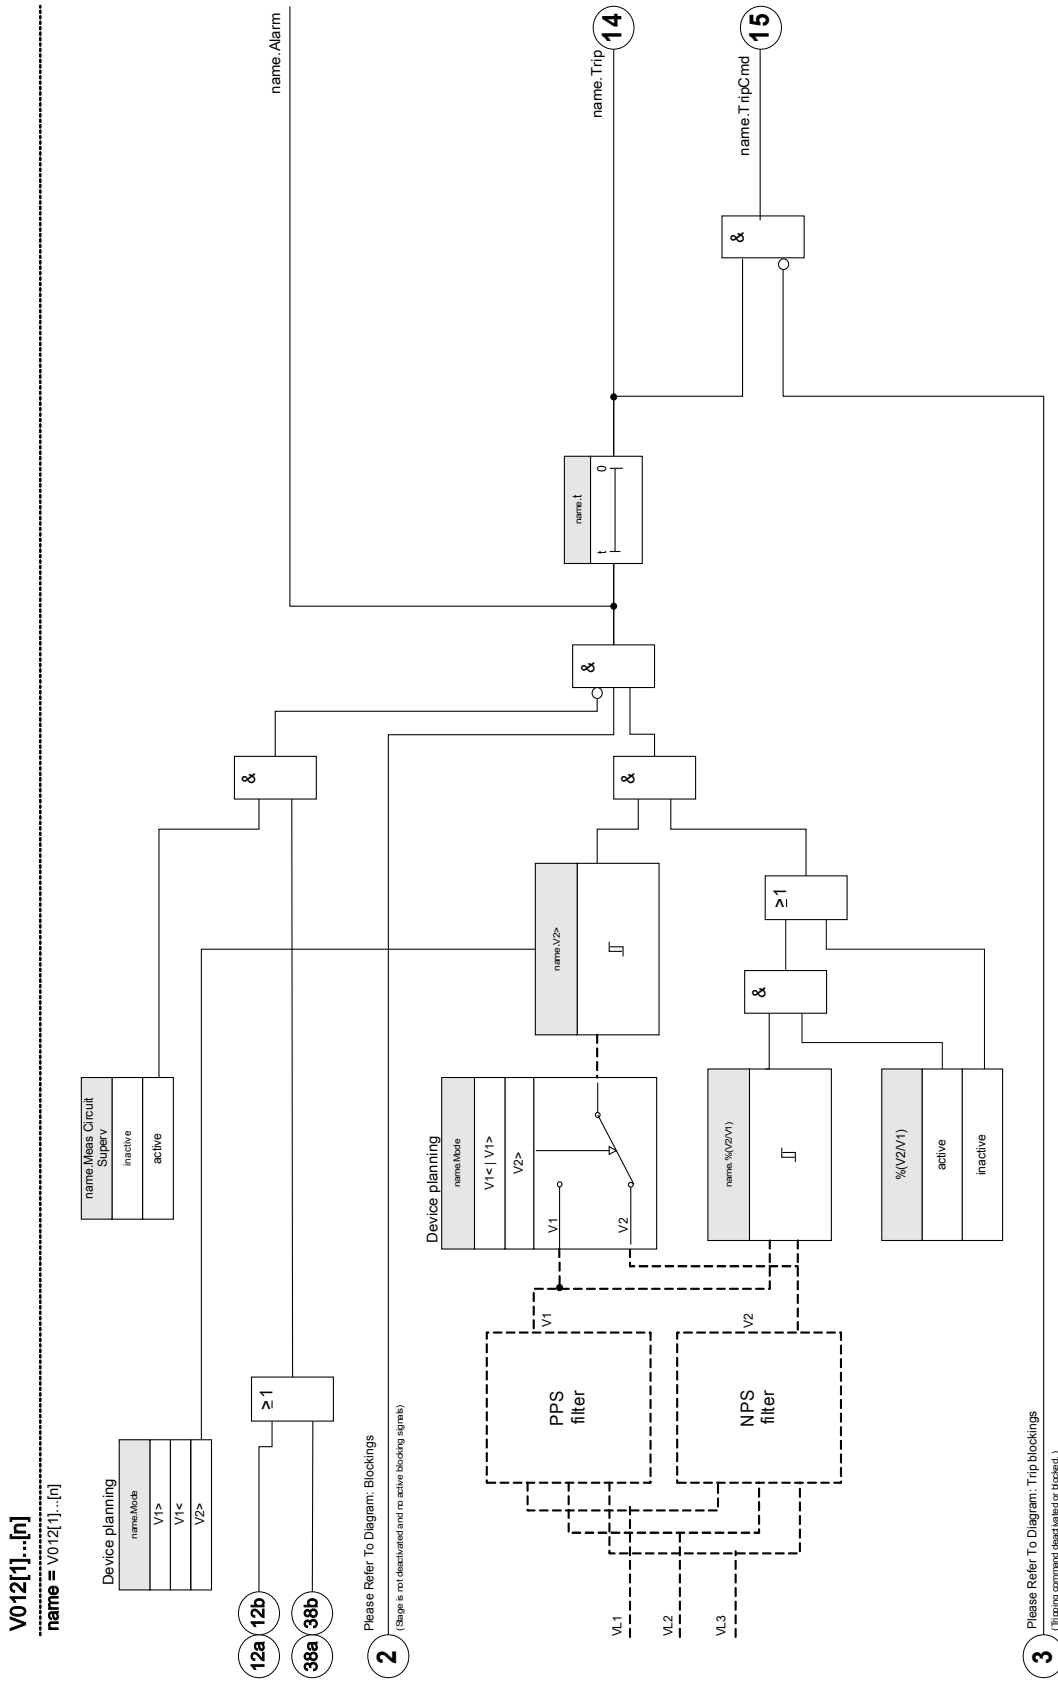 V012[1]...[n]
name = V012[1]...[n]
Device planning
name.Mode
V1>
V1<
V2>
name.Meas Circuit
Superv
inactive
active
12a
12b
38a
38b
≥1
&
name.Alarm
2
Please Refer To Diagram: Blockings
(Stage is not deactivated and no active blocking signals)
Device planning
name.Mode
V1< | V1>
V2>
V1
V2
name.V2>
&
&
name.t
t
0
name.Trip
14
VL1
VL2
VL3
PPS
filter
V1
NPS
filter
V2
name.%(V2/V1)
&
≥1
%(V2/V1)
active
inactive
&
name.TripCmd
15
3
Please Refer To Diagram: Trip blockings
(Tripping command deactivated or blocked. )